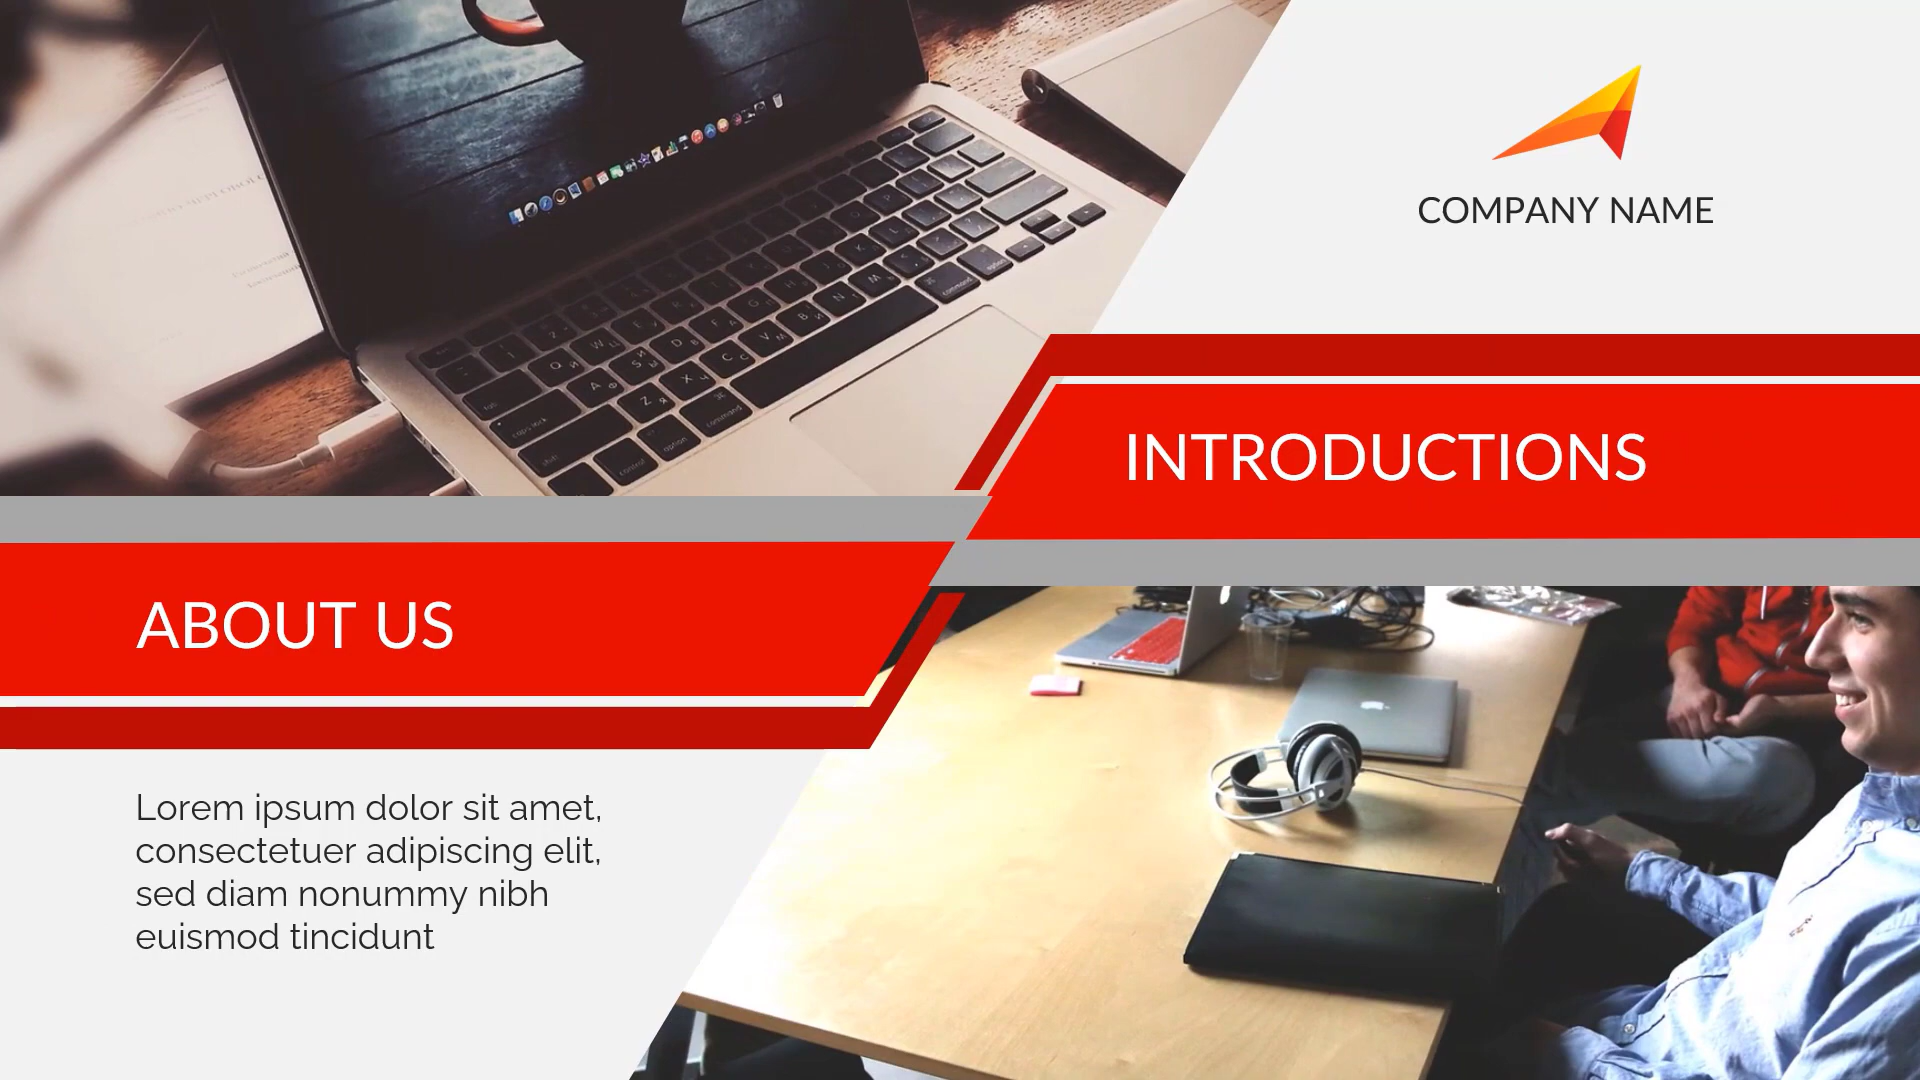 COMPANY NAME
INTRODUCTIONS
ABOUT US
Lorem ipsum dolor sit amet,
consectetuer adipiscing elit,
sed diam nonummy nibh
euismod tincidunt